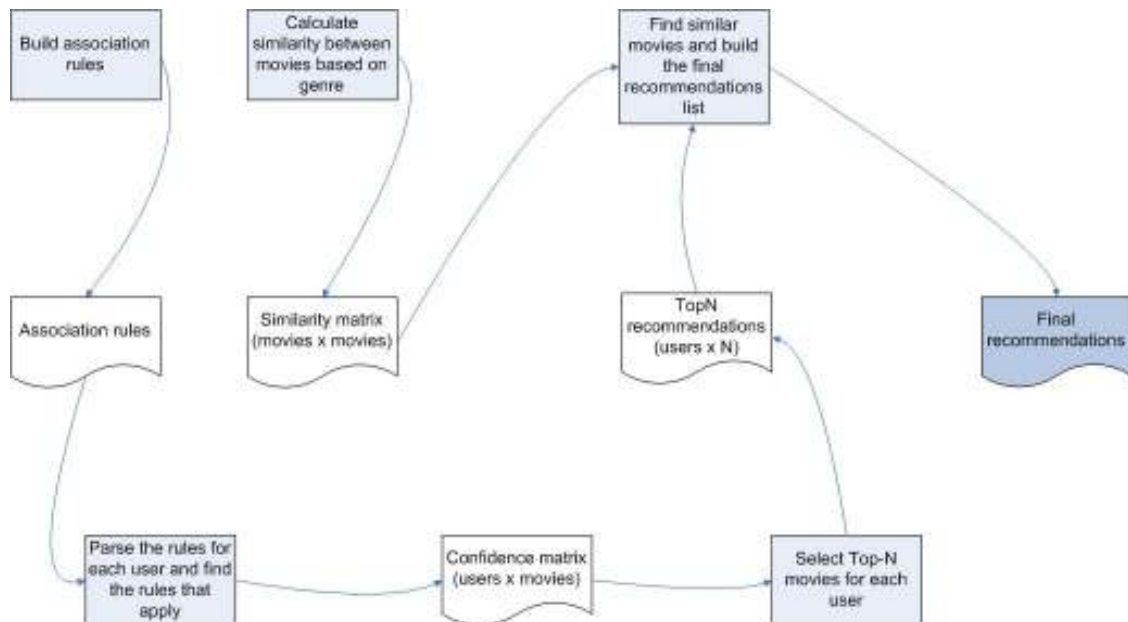 Build association
rules
Calculate
similarity between
movies based on
genre
Find similar
movies and build
the final
recommendations
list
Association rules
Similarity matrix
(movies x movies)
TopN
recommendations
(users x N)
Final
recommendations
Parse the rules for
each user and find
the rules that
apply
Confidence matrix
(users x movies)
Select Top-N
movies for each
user